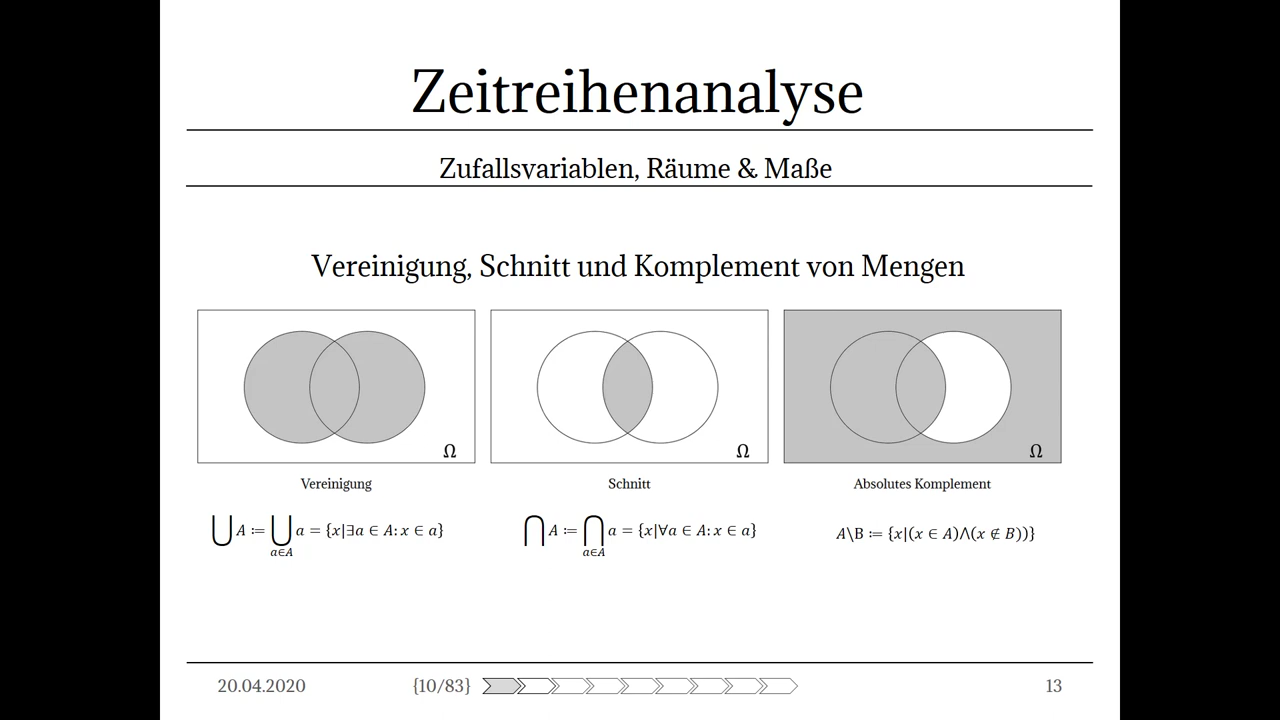 Zeitreihenanalyse
Zufallsvariablen, Räume & Maße
Vereinigung, Schnitt und Komplement von Mengen
Ω
Ω
Ω
Vereinigung
Schnitt
Absolutes Komplement
⋃ A ≔ ⋃ a = {x|∃a ∈ A: x ∈ a}
a∈A
⋂ A ≔ ⋂ a = {x|∀a ∈ A: x ∈ a}
a∈A
A\B ≔ {x|(x ∈ A)⋀(x ∉ B))}
20.04.2020
{10/83}
13